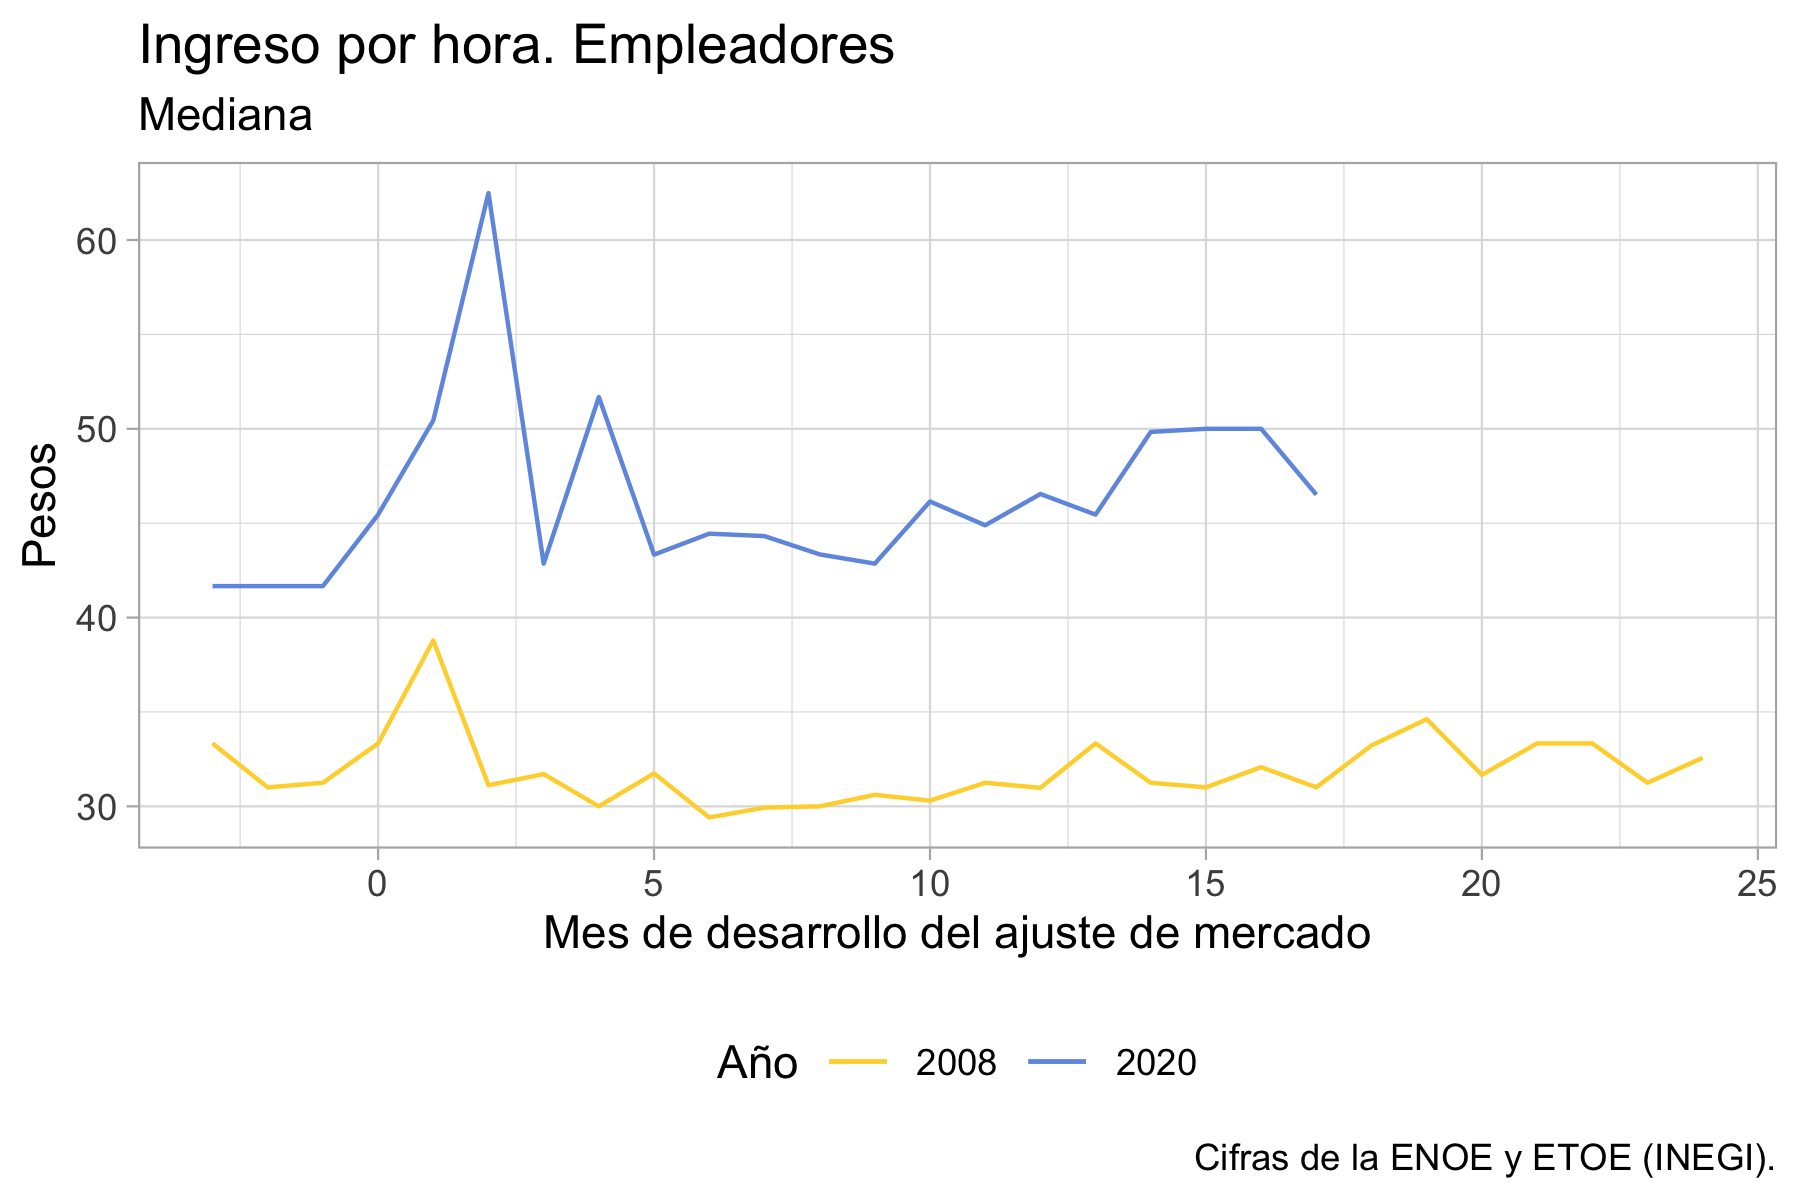 Ingreso por hora. Empleadores
Mediana
60
50
40
30
Pesos
0 5 10 15 20 25
Mes de desarrollo del ajuste de mercado
Año 2008 2020
Cifras de la ENOE y ETOE (INEGI).